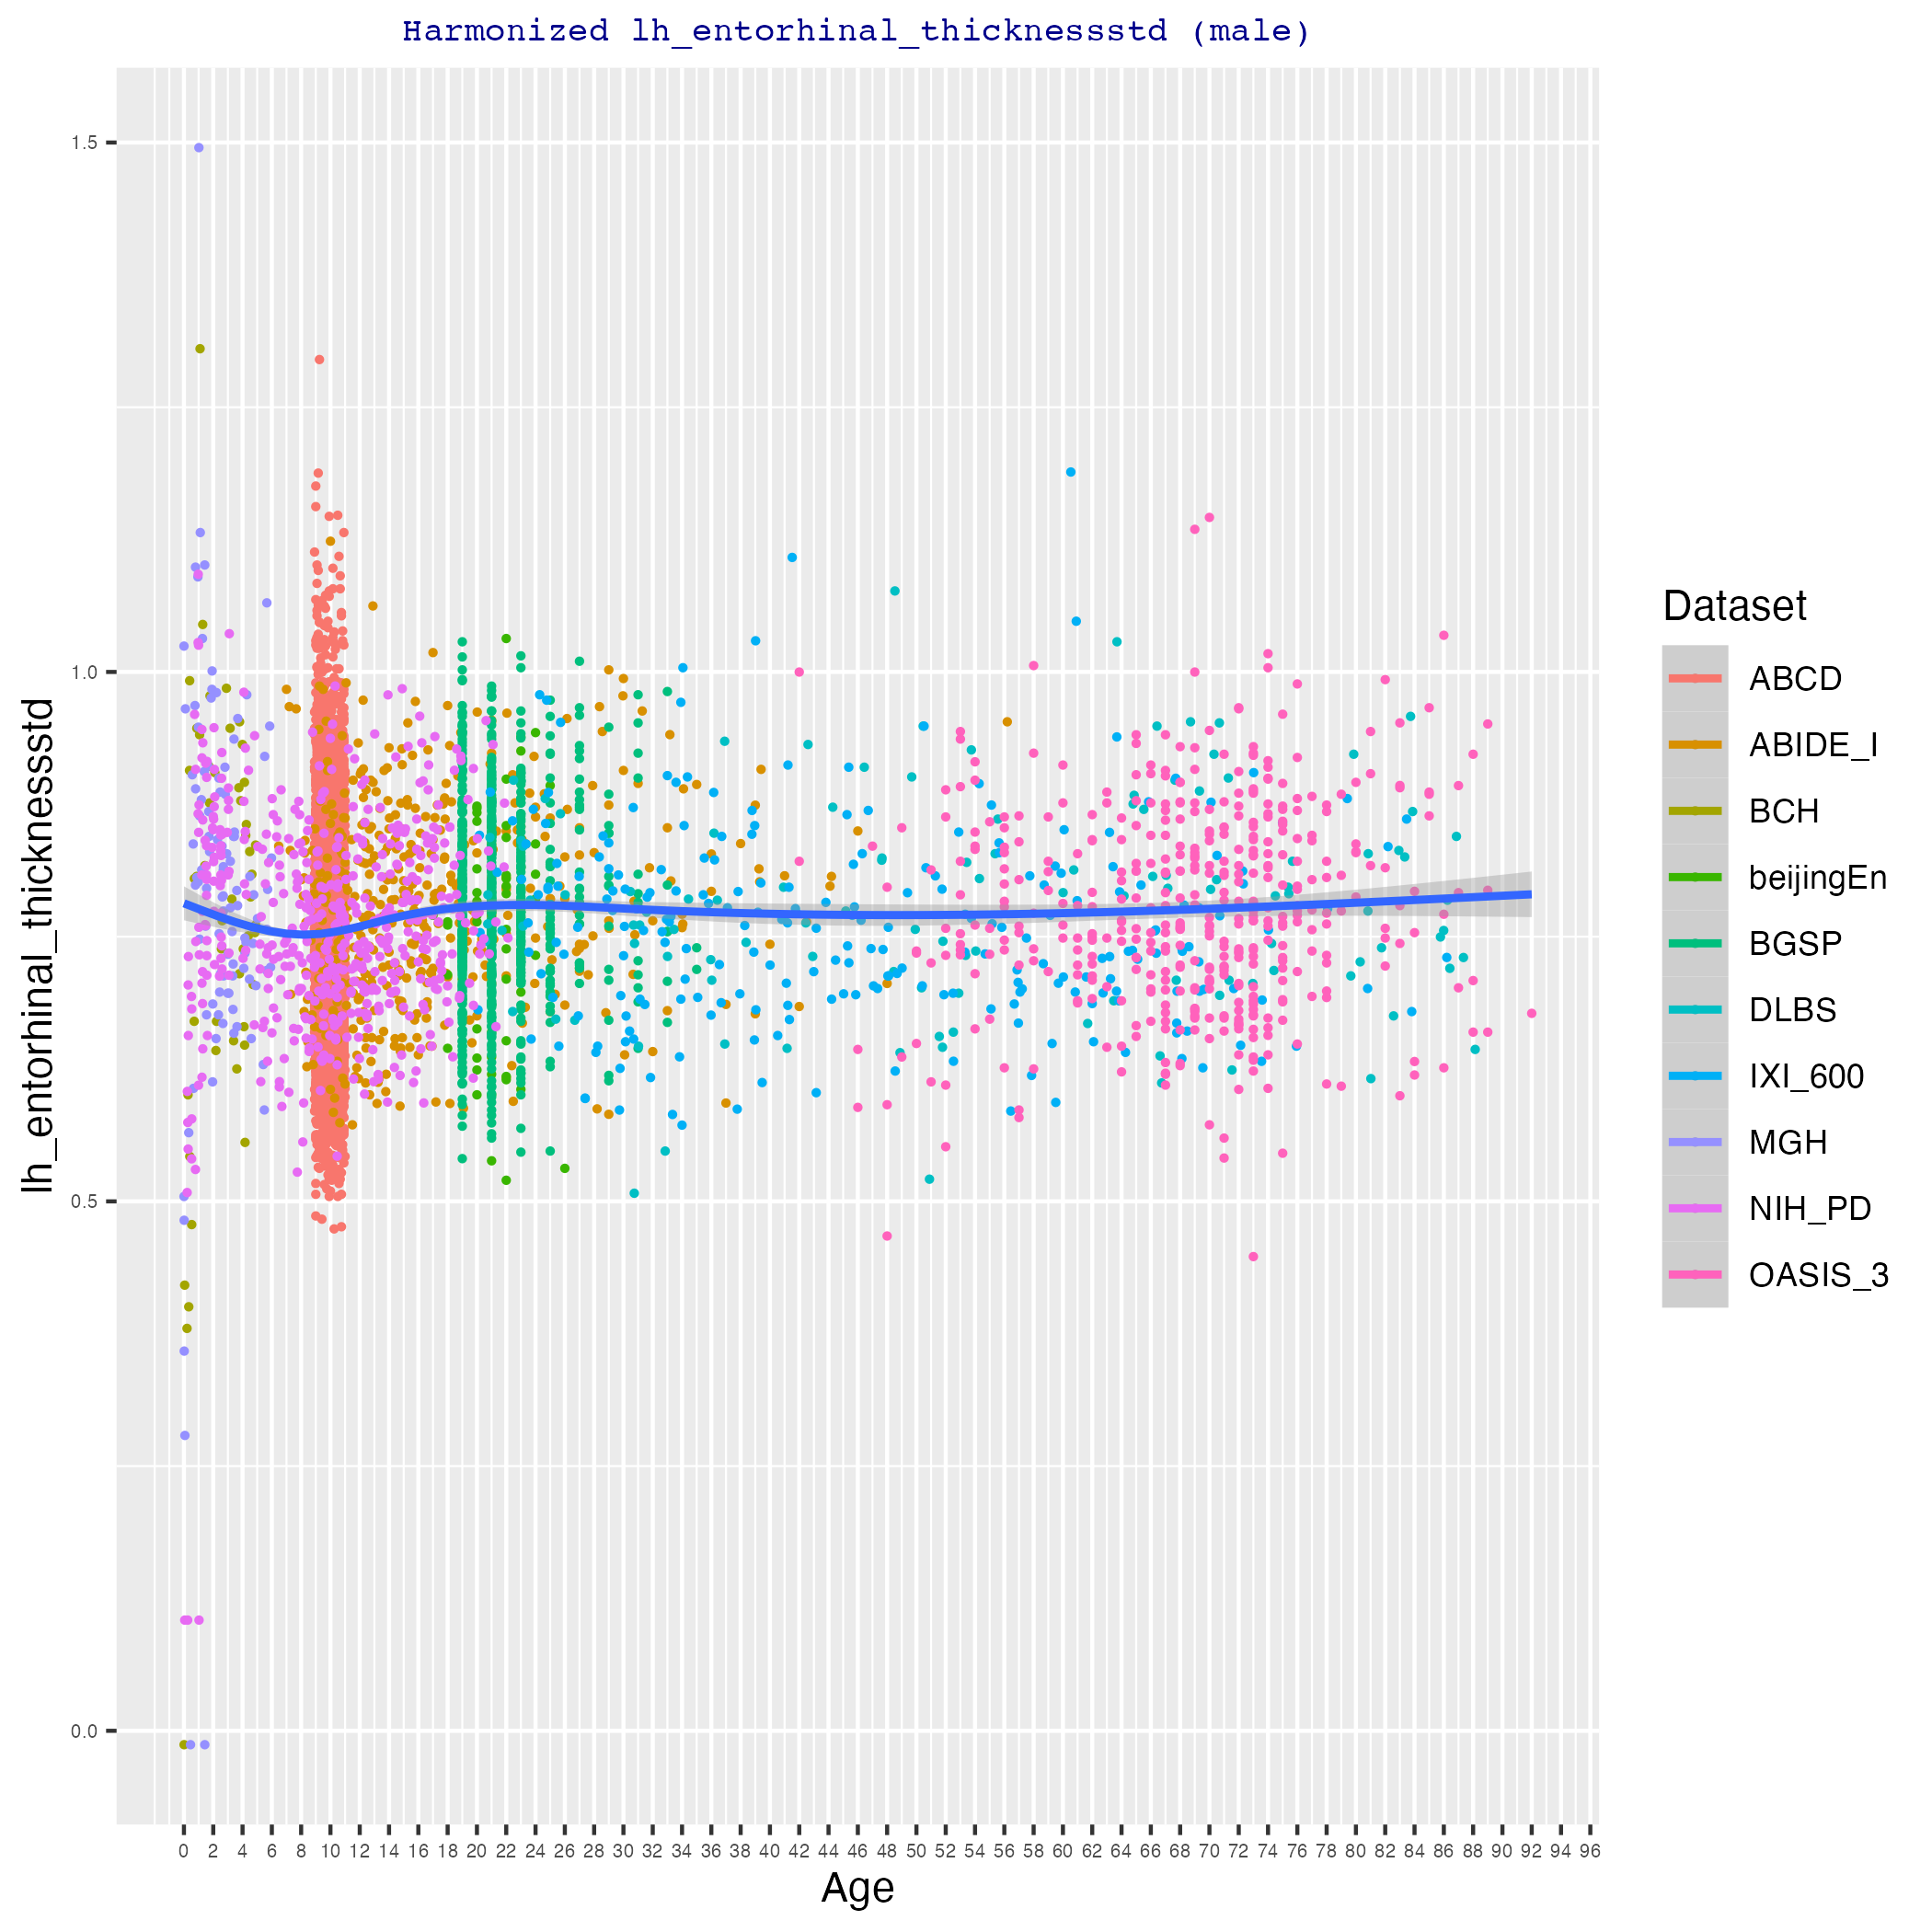 Harmonized lh_entorhinal_thicknessstd (male)
lh_entorhinal_thicknessstd
1.5
1.0
0.5
0.0
0 2 4 6 8 10 12 14 16 18 20 22 24 26 28 30 32 34 36 38 40 42 44 46 48 50 52 54 56 58 60 62 64 66 68 70 72 74 76 78 80 82 84 86 88 90 92 94 96
Age
Dataset
ABCD
ABIDE_I
BCH
beijingEn
BGSP
DLBS
IXI_600
MGH
NIH_PD
OASIS_3